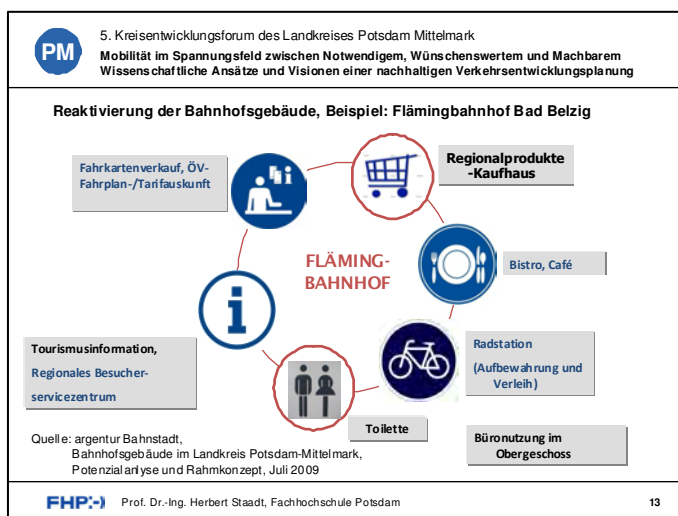 PM
5. Kreisentwicklungsforum des Landkreises Potsdam Mittelmark
Mobilität im Spannungsfeld zwischen Notwendigem, Wünschenswertem und Machbarem
Wissenschaftliche Ansätze und Visionen einer nachhaltigen Verkehrsentwicklungsplanung
Reaktivierung der Bahnhofsgebäude, Beispiel: Flämingbahnhof Bad Belzig
Fahrkartenverkauf, ÖV-
Fahrplan-/Tarifauskunft
i
Regionalprodukte
-Kaufhaus
FLÄMING-
BAHNHOF
Bistro, Café
i
Tourismusinformation,
Regionales Besucher-
servicezentrum
Radstation
(Aufbewahrung und
Verleih)
Toilette
Büronutzung im
Obergeschoss
Quelle: argentur Bahnstadt,
Bahnhofsgebäude im Landkreis Potsdam-Mittelmark,
Potenzialanalyse und Rahmkonzept, Juli 2009
FHP:-)
Prof. Dr.-Ing. Herbert Staadt, Fachhochschule Potsdam
13